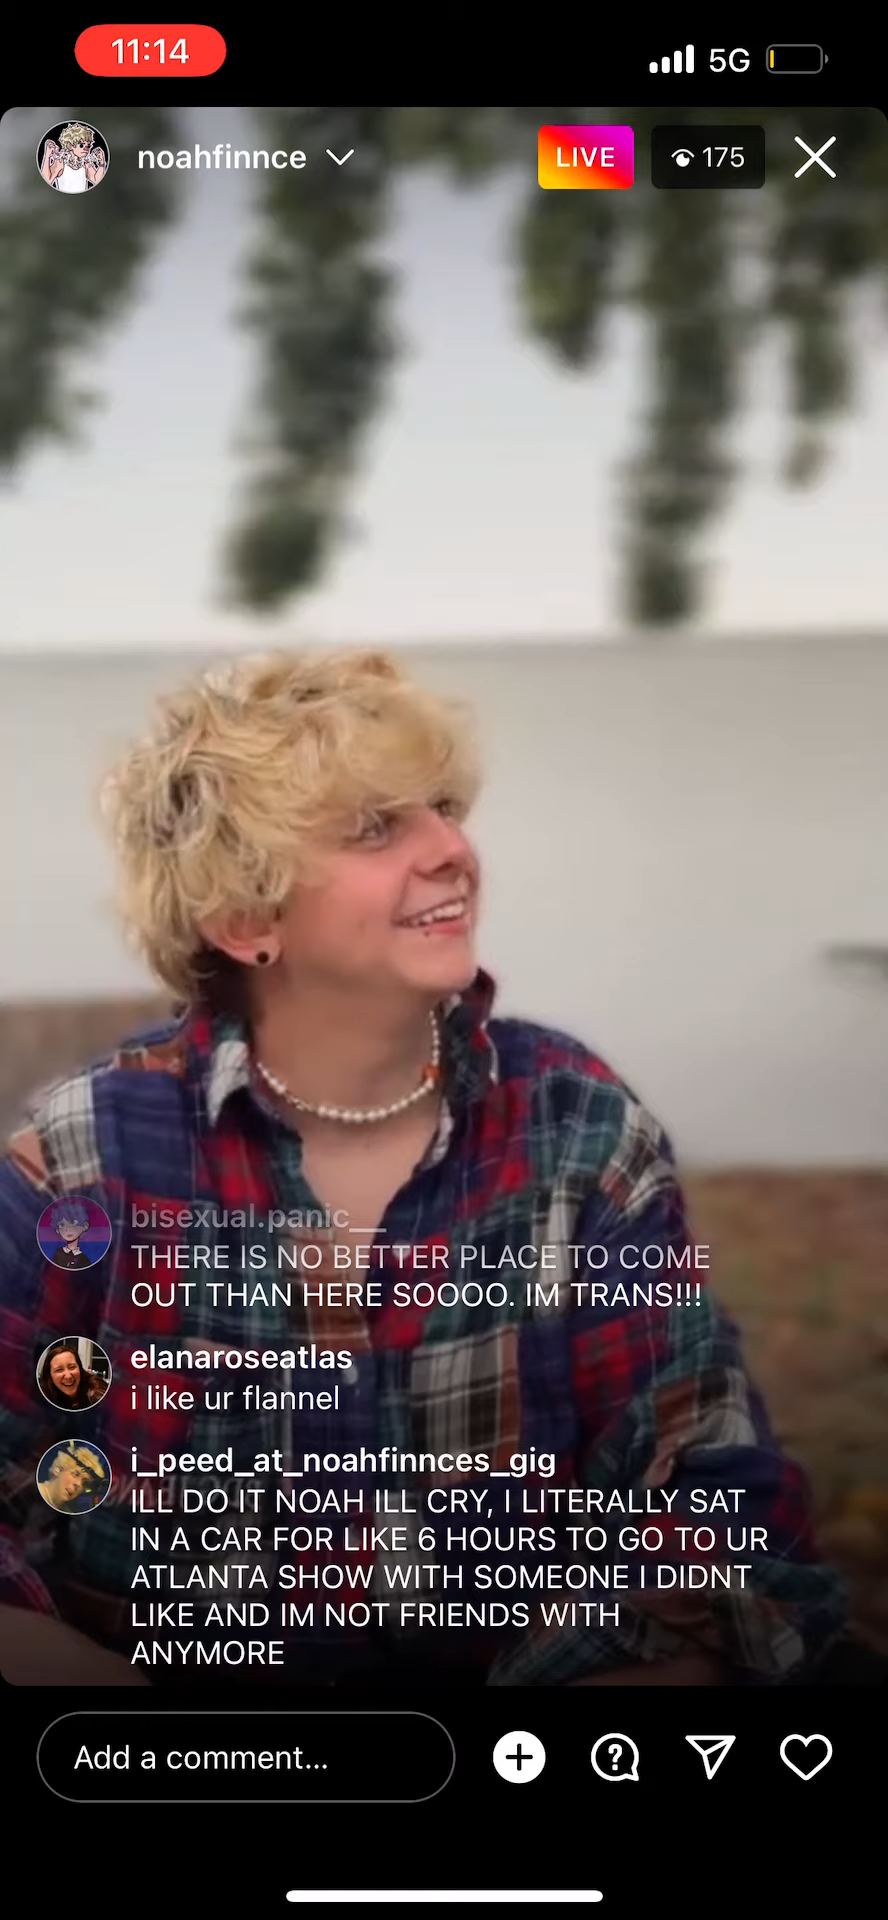 11:14
5G
noahfinnce
LIVE
175
bisexual.panic__
THERE IS NO BETTER PLACE TO COME
OUT THAN HERE SOOOO. IM TRANS!!!
elanaroseatlas
i like ur flannel
i_peed_at_noahfinnces_gig
ILL DO IT NOAH ILL CRY, I LITERALLY SAT
IN A CAR FOR LIKE 6 HOURS TO GO TO UR
ATLANTA SHOW WITH SOMEONE I DIDNT
LIKE AND IM NOT FRIENDS WITH
ANYMORE
Add a comment...